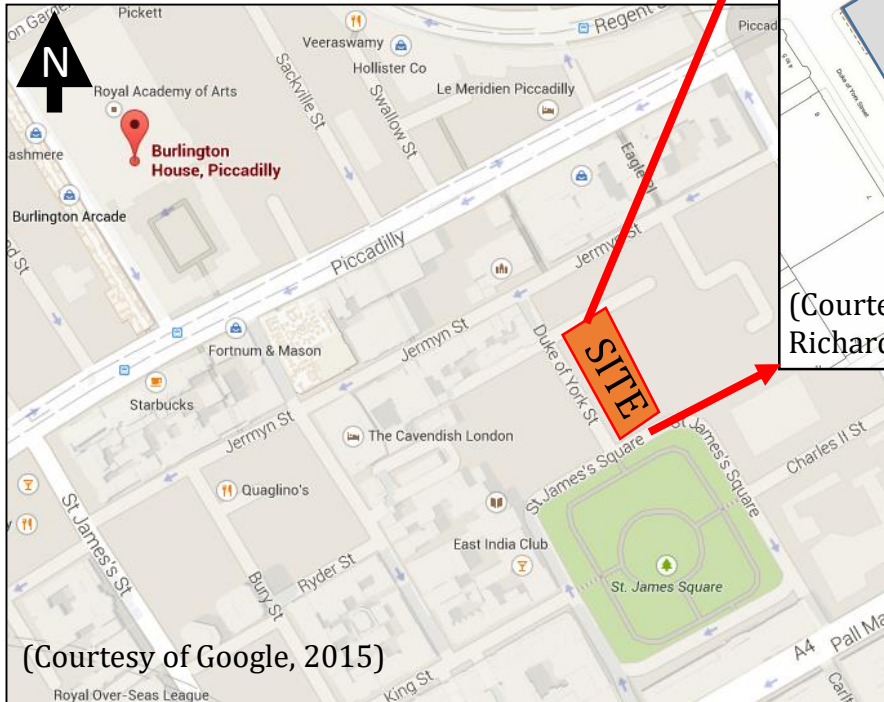 Pickett
Regent
Veeraswamy
Hollister Co
Sackville St
Swallow St
Le Meridien Piccadilly
Royal Academy of Arts
N
Burlington
House, Piccadilly
Burlington Arcade
Piccadilly
Eagle Pl
Jermyn St
Duke of York Street
(Courte
Richard
Fortnum & Mason
Jermyn St
Duke of York St
SITE
Starbucks
Jermyn St
The Cavendish London
St James's Square
St James's Square
Charles II St
Quaglino's
St James's St
East India Club
Ryder St
Bury St
St. James Square
A4
Pall Ma
(Courtesy of Google, 2015)
King St
Royal Over-Seas League